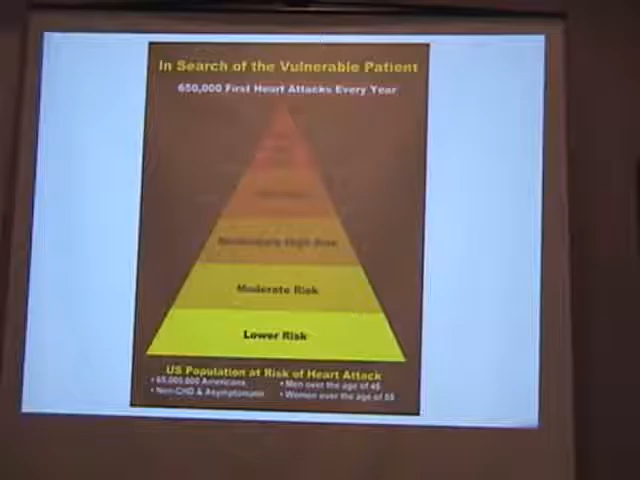 In Search of the Vulnerable Patient
650,000 First Heart Attacks Every Year
Moderately High Risk
Moderate Risk
Lower Risk
US Population at Risk of Heart Attack
• 65,000,000 Americans
• Men over the age of 45
• Non-CHD & Asymptomatic
• Women over the age of 55